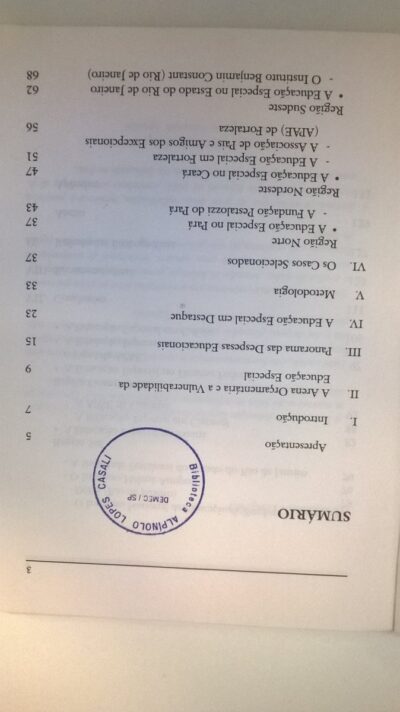 3
SUMÁRIO
Biblioteca ALPINOLO LOPES CASALI
DEMEC / SP
Apresentação 5
I. Introdução 7
II. A Arena Orçamentária e a Vulnerabilidade da
Educação Especial 9
III. Panorama das Despesas Educacionais 15
IV. A Educação Especial em Destaque 23
V. Metodologia 33
VI. Os Casos Selecionados 37
Região Norte
• A Educação Especial no Pará 37
- A Fundação Pestalozzi do Pará 43
Região Nordeste
• A Educação Especial no Ceará 47
- A Educação Especial em Fortaleza 51
- A Associação de Pais e Amigos dos Excepcionais
(APAE) de Fortaleza 56
Região Sudeste
• A Educação Especial no Estado do Rio de Janeiro 62
- O Instituto Benjamin Constant (Rio de Janeiro) 68